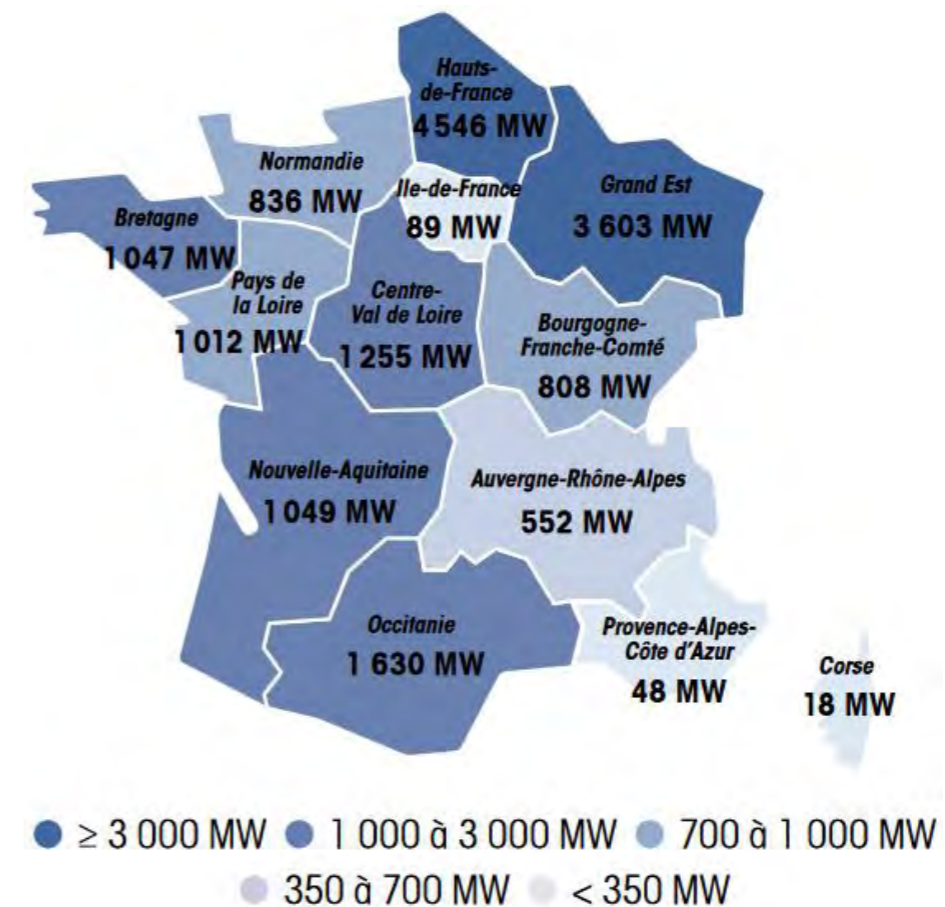 Hauts-
de-France
4 546 MW
Normandie
836 MW
Ile-de-France
89 MW
Grand Est
3 603 MW
Bretagne
1 047 MW
Pays de
la Loire
1 012 MW
Centre-
Val de Loire
1 255 MW
Bourgogne-
Franche-Comté
808 MW
Nouvelle-Aquitaine
1 049 MW
Auvergne-Rhône-Alpes
552 MW
Occitanie
1 630 MW
Provence-Alpes-
Côte d'Azur
48 MW
Corse
18 MW
≥ 3 000 MW 1 000 à 3 000 MW 700 à 1 000 MW
350 à 700 MW < 350 MW